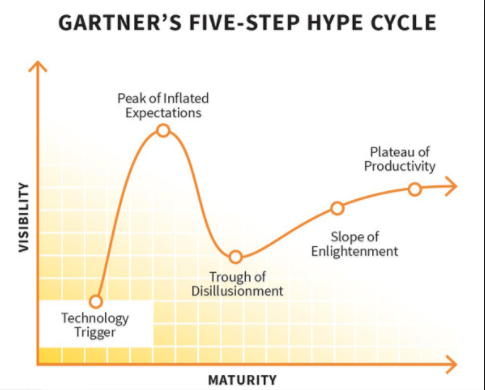 GARTNER’S FIVE-STEP HYPE CYCLE
Peak of Inflated
Expectations
Plateau of
Productivity
VISIBILITY
Slope of
Enlightenment
Trough of
Disillusionment
Technology
Trigger
MATURITY